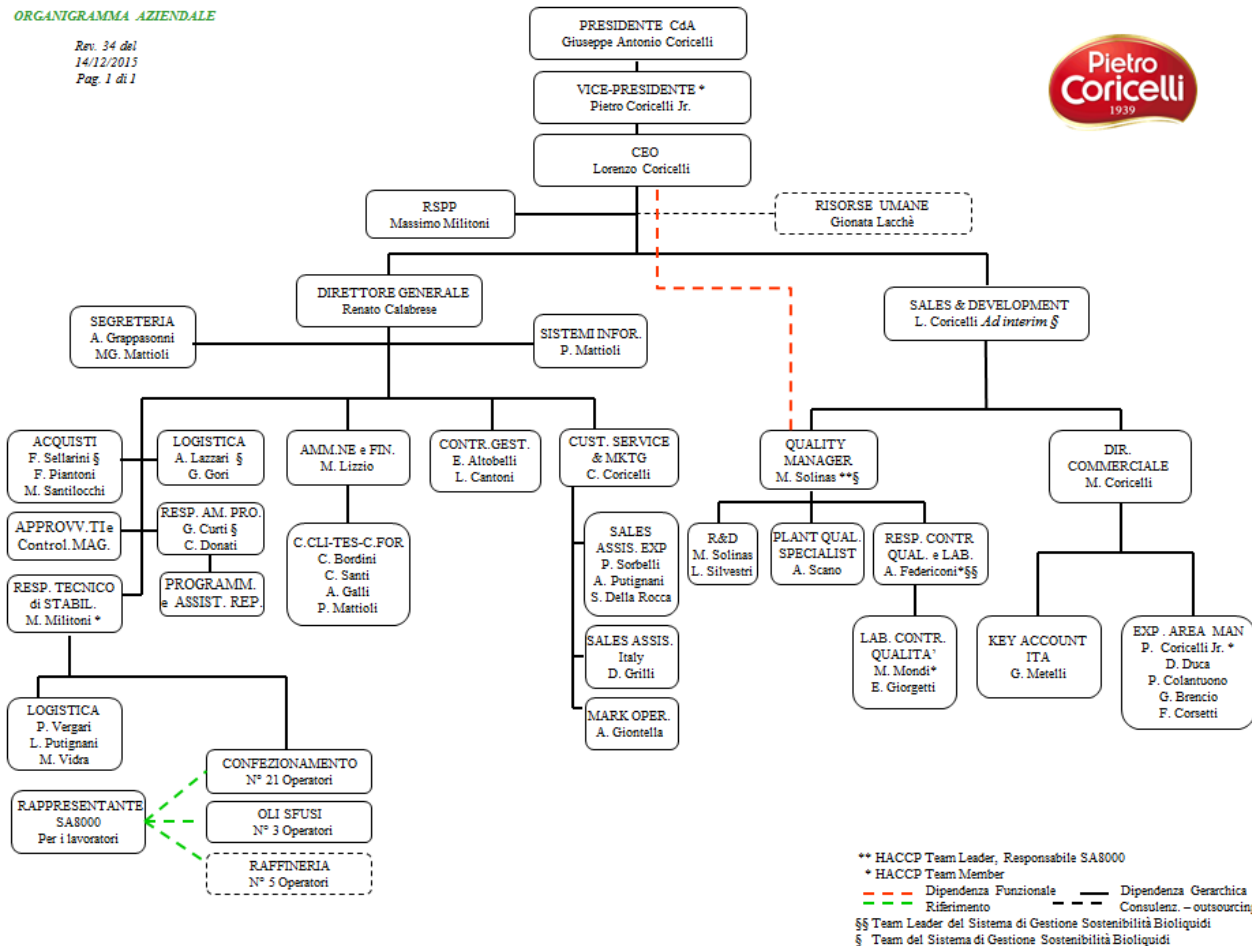 ORGANIGRAMMA AZIENDALE
Rev. 34 del
14/12/2015
Pag. 1 di 1
PRESIDENTE CdA
Giuseppe Antonio Coricelli
Pietro
Coricelli
1939
VICE-PRESIDENTE *
Pietro Coricelli Jr.
CEO
Lorenzo Coricelli
RSPP
Massimo Militoni
RISORSE UMANE
Gionata Lacchè
DIRETTORE GENERALE
Renato Calabrese
SALES & DEVELOPMENT
L. Coricelli Ad interim §
SEGRETERIA
A. Grappasonni
MG. Mattioli
SISTEMI INFOR.
P. Mattioli
ACQUISTI
F. Sellarini §
F. Piantoni
M. Santilocchi
LOGISTICA
A. Lazzari §
G. Gori
AMM.NE e FIN.
M. Lizzio
CONTR.GEST.
E. Altobelli
L. Cantoni
CUST. SERVICE
& MKTG
C. Coricelli
QUALITY
MANAGER
M. Solinas **§
DIR.
COMMERCIALE
M. Coricelli
APPROVV.TI e
Control.MAG.
RESP. AM. PRO.
G. Curti §
C. Donati
C.CLI-TES-C.FOR
C. Bordini
C. Santi
A. Galli
P. Mattioli
SALES
ASSIS. EXP
P. Sorbelli
A. Putignani
S. Della Rocca
R&D
M. Solinas
L. Silvestri
PLANT QUAL.
SPECIALIST
A. Scano
RESP. CONTR
QUAL. e LAB.
A. Federiconi*§§
RESP. TECNICO
di STABIL.
M. Militoni *
PROGRAMM.
e ASSIST. REP.
SALES ASSIS.
Italy
D. Grilli
LAB. CONTR.
QUALITA'
M. Mondi*
E. Giorgetti
KEY ACCOUNT
ITA
G. Metelli
EXP . AREA MAN
P. Coricelli Jr. *
D. Duca
P. Colantuono
G. Brencio
F. Corsetti
LOGISTICA
P. Vergari
L. Putignani
M. Vidra
MARK OPER.
A. Giontella
CONFEZIONAMENTO
N° 21 Operatori
RAPPRESENTANTE
SA8000
Per i lavoratori
OLI SFUSI
N° 3 Operatori
RAFFINERIA
N° 5 Operatori
** HACCP Team Leader, Responsabile SA8000
* HACCP Team Member
Dipendenza Funzionale Dipendenza Gerarchica
Riferimento Consulenz. – outsourcing
§§ Team Leader del Sistema di Gestione Sostenibilità Bioliquidi
§ Team del Sistema di Gestione Sostenibilità Bioliquidi